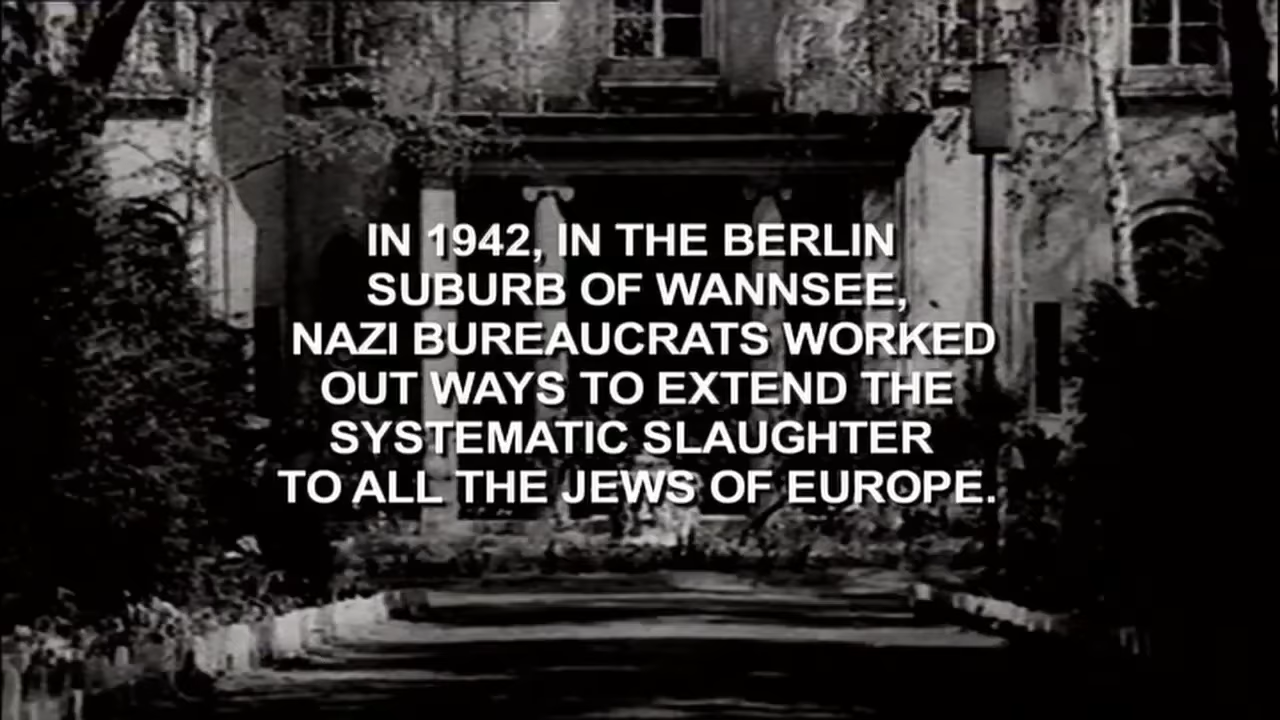 IN 1942, IN THE BERLIN
SUBURB OF WANNSEE,
NAZI BUREAUCRATS WORKED
OUT WAYS TO EXTEND THE
SYSTEMATIC SLAUGHTER
TO ALL THE JEWS OF EUROPE.